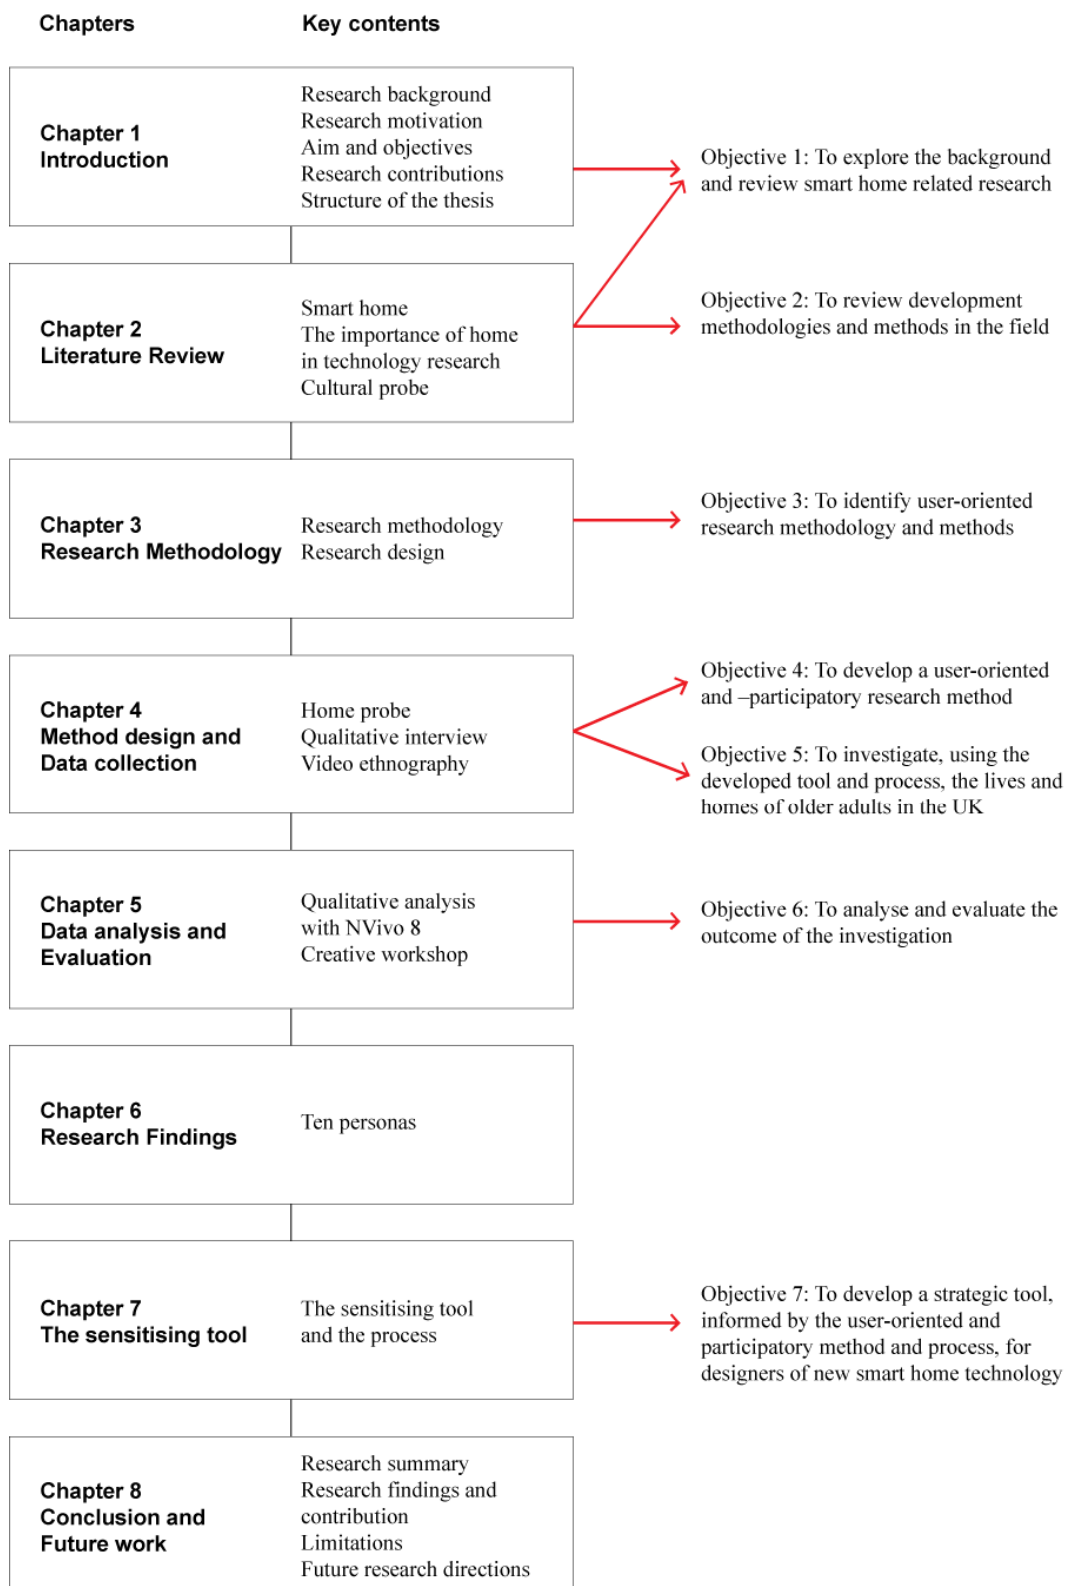 Chapters
Key contents
Chapter 1
Introduction
Research background
Research motivation
Aim and objectives
Research contributions
Structure of the thesis
Objective 1: To explore the background
and review smart home related research
Chapter 2
Literature Review
Smart home
The importance of home
in technology research
Cultural probe
Objective 2: To review development
methodologies and methods in the field
Chapter 3
Research Methodology
Research methodology
Research design
Objective 3: To identify user-oriented
research methodology and methods
Chapter 4
Method design and
Data collection
Home probe
Qualitative interview
Video ethnography
Objective 4: To develop a user-oriented
and –participatory research method
Objective 5: To investigate, using the
developed tool and process, the lives and
homes of older adults in the UK
Chapter 5
Data analysis and
Evaluation
Qualitative analysis
with NVivo 8
Creative workshop
Objective 6: To analyse and evaluate the
outcome of the investigation
Chapter 6
Research Findings
Ten personas
Chapter 7
The sensitising tool
The sensitising tool
and the process
Objective 7: To develop a strategic tool,
informed by the user-oriented and
participatory method and process, for
designers of new smart home technology
Chapter 8
Conclusion and
Future work
Research summary
Research findings and
contribution
Limitations
Future research directions